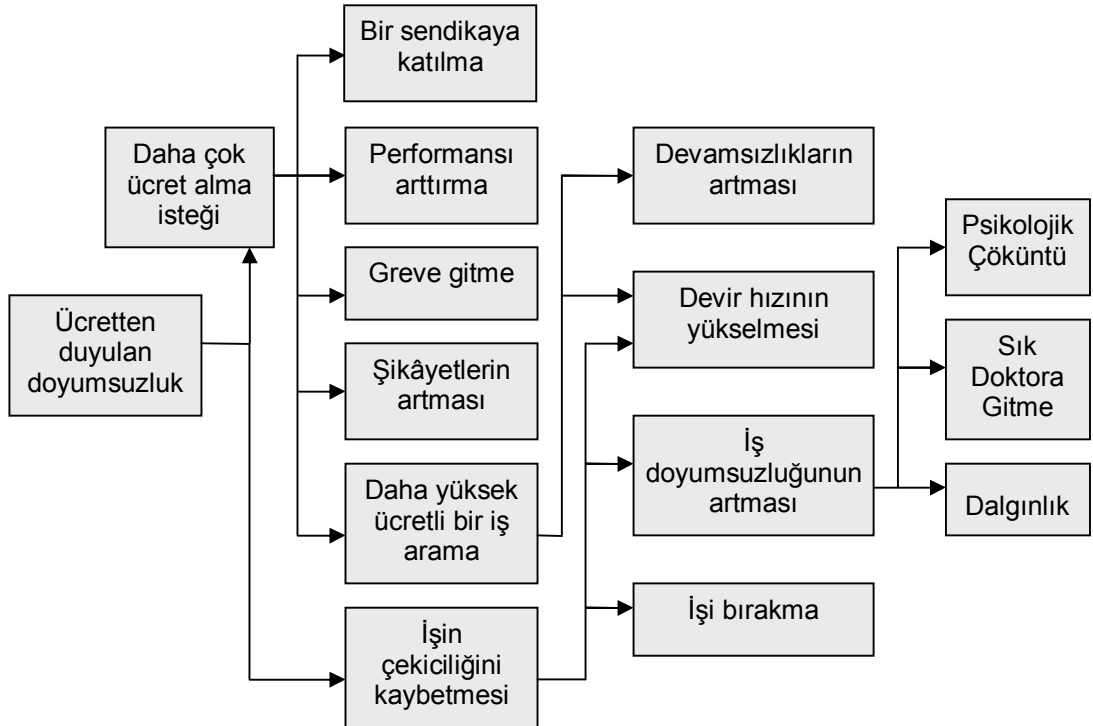 Bir sendikaya
katılma
Daha çok
ücret alma
isteği
Performansı
arttırma
Devamsızlıkların
artması
Psikolojik
Çöküntü
Greve gitme
Devir hızının
yükselmesi
Ücretten
duyulan
doyumsuzluk
Şikâyetlerin
artması
Sık
Doktora
Gitme
Daha yüksek
ücretli bir iş
arama
İş
doyumsuzluğunun
artması
Dalgınlık
İşin
çekiciliğini
kaybetmesi
İşi bırakma